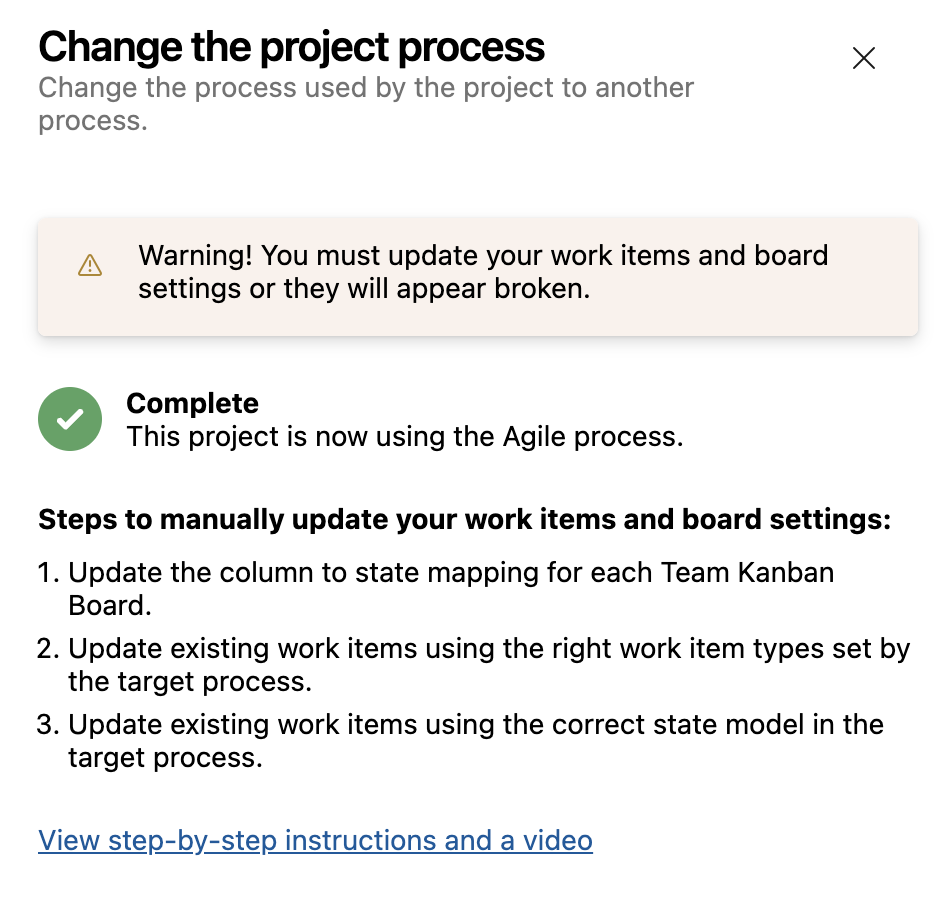 Change the project process
Change the process used by the project to another
process.
Warning! You must update your work items and board
settings or they will appear broken.
Complete
This project is now using the Agile process.
Steps to manually update your work items and board settings:
1. Update the column to state mapping for each Team Kanban
Board.
2. Update existing work items using the right work item types set by
the target process.
3. Update existing work items using the correct state model in the
target process.
View step-by-step instructions and a video